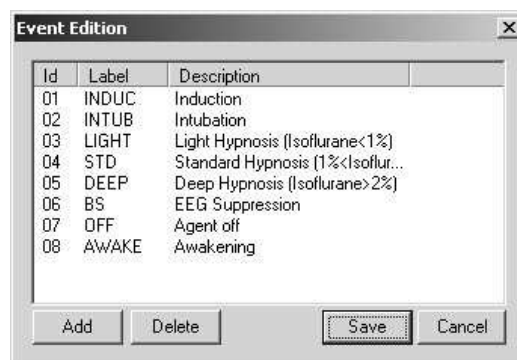 Event Edition
Id Label Description
01 INDUC Induction
02 INTUB Intubation
03 LIGHT Light Hypnosis (Isoflurane<1%)
04 STD Standard Hypnosis (1%<Isoflur...
05 DEEP Deep Hypnosis (Isoflurane>2%)
06 BS EEG Suppression
07 OFF Agent off
08 AWAKE Awakening
Add Delete Save Cancel